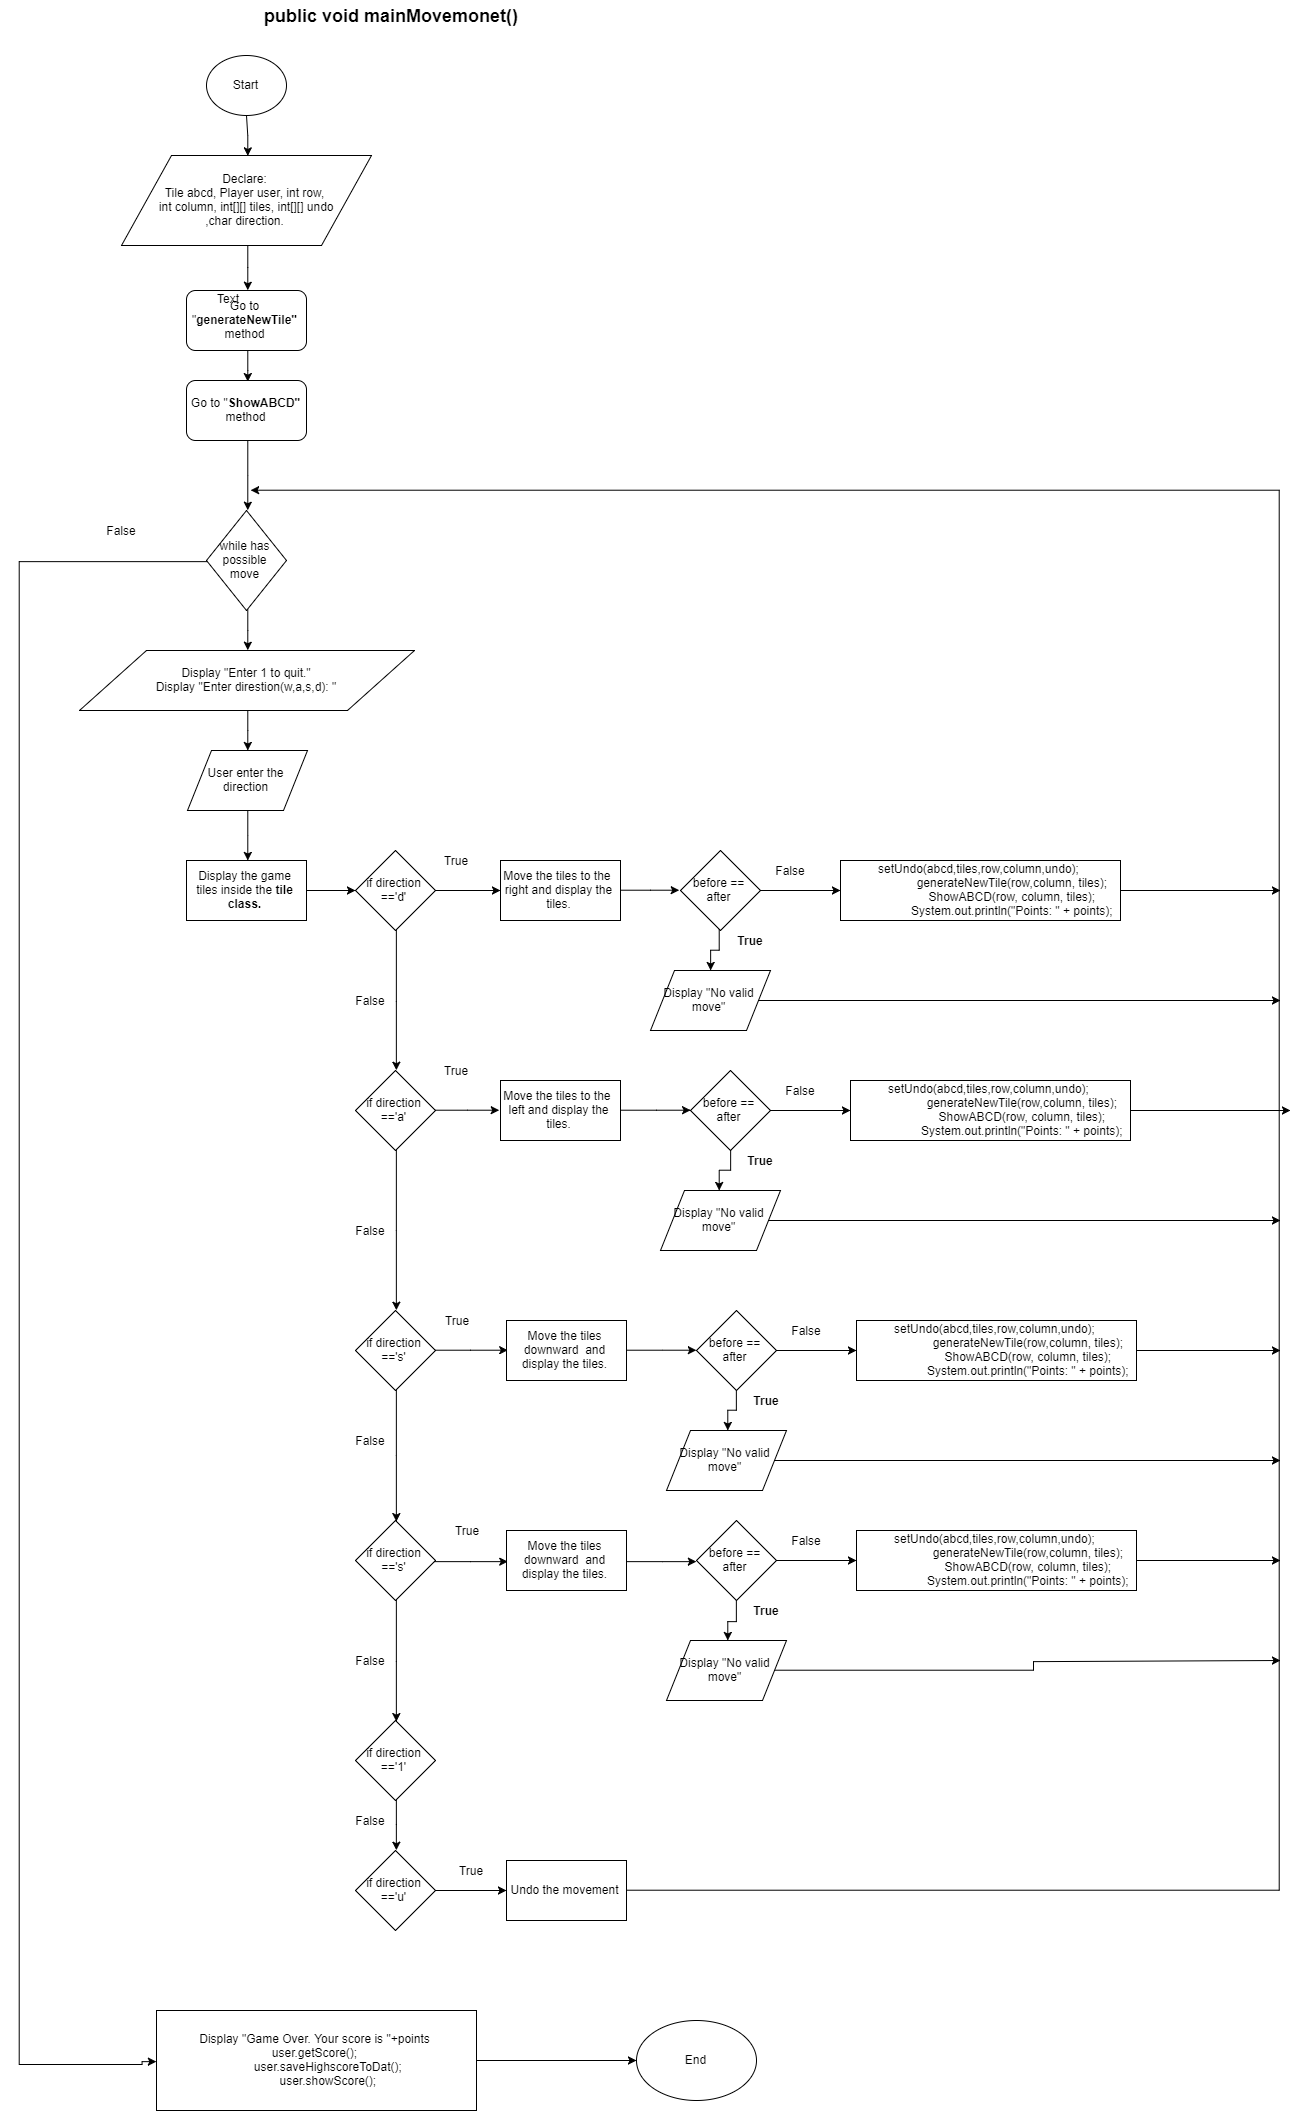 public void mainMovemonet()
Start
Declare:
Tile abcd, Player user, int row,
int column, int[][] tiles, int[][] undo
,char direction.
Text
Go to
"generateNewTile"
method
Go to "ShowABCD"
method
False
while has
possible
move
Display "Enter 1 to quit."
Display "Enter direstion(w,a,s,d): "
User enter the
direction
Display the game
tiles inside the tile
class.
if direction
=='d'
True
Move the tiles to the
right and display the
tiles.
before ==
after
False
setUndo(abcd,tiles,row,column,undo);
generateNewTile(row,column, tiles);
ShowABCD(row, column, tiles);
System.out.println("Points: " + points);
True
Display "No valid
move"
False
if direction
=='a'
True
Move the tiles to the
left and display the
tiles.
before ==
after
False
setUndo(abcd,tiles,row,column,undo);
generateNewTile(row,column, tiles);
ShowABCD(row, column, tiles);
System.out.println("Points: " + points);
True
Display "No valid
move"
False
if direction
=='s'
True
Move the tiles
downward  and
display the tiles.
before ==
after
False
setUndo(abcd,tiles,row,column,undo);
generateNewTile(row,column, tiles);
ShowABCD(row, column, tiles);
System.out.println("Points: " + points);
True
Display "No valid
move"
False
if direction
=='s'
True
Move the tiles
downward  and
display the tiles.
before ==
after
False
setUndo(abcd,tiles,row,column,undo);
generateNewTile(row,column, tiles);
ShowABCD(row, column, tiles);
System.out.println("Points: " + points);
True
Display "No valid
move"
False
if direction
=='1'
False
if direction
=='u'
True
Undo the movement
Display "Game Over. Your score is "+points
user.getScore();
user.saveHighscoreToDat();
user.showScore();
End